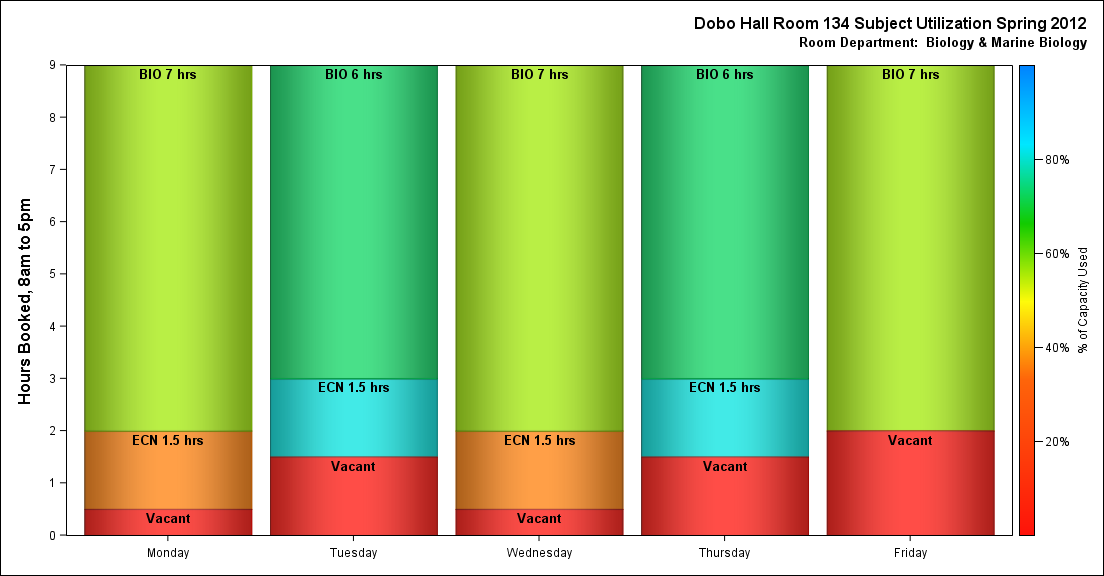 Dobo Hall Room 134 Subject Utilization Spring 2012
Room Department:  Biology & Marine Biology
Hours Booked, 8am to 5pm
9
8
7
6
5
4
3
2
1
0
BIO 7 hrs
ECN 1.5 hrs
Vacant
BIO 6 hrs
ECN 1.5 hrs
Vacant
BIO 7 hrs
ECN 1.5 hrs
Vacant
BIO 6 hrs
ECN 1.5 hrs
Vacant
BIO 7 hrs
Vacant
Monday
Tuesday
Wednesday
Thursday
Friday
80%
60%
40%
20%
% of Capacity Used